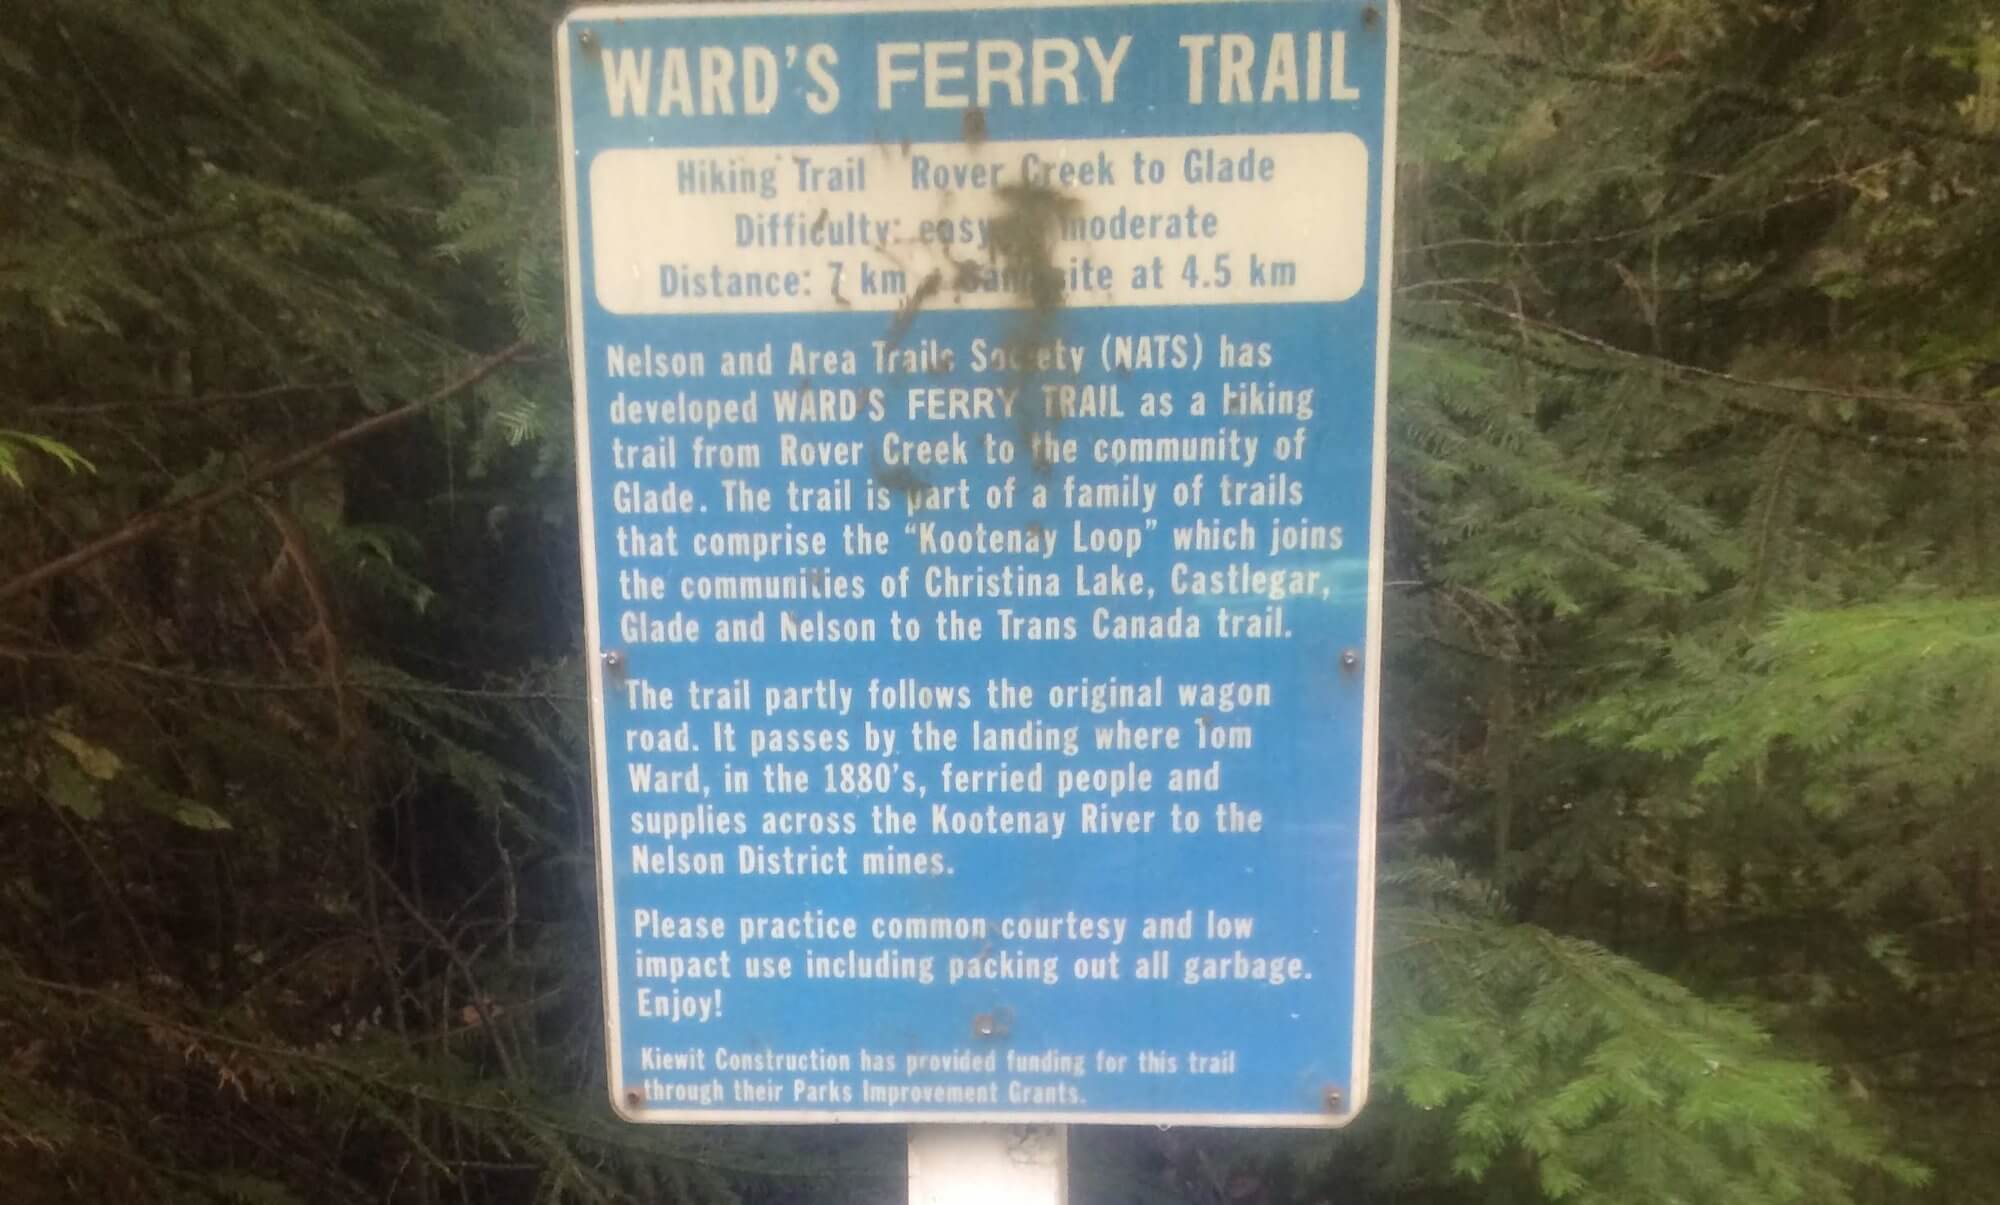 WARD'S FERRY TRAIL
Hiking Trail Rover Creek to Glade
Difficulty: easy moderate
Distance: 7 km at 4.5 km
Nelson and Area Trails Society (NATS) has
developed WARD'S FERRY TRAIL as a hiking
trail from Rover Creek to the community of
Glade. The trail is part of a family of trails
that comprise the "Kootenay Loop" which joins
the communities of Christina Lake, Castlegar,
Glade and Nelson to the Trans Canada trail.
The trail partly follows the original wagon
road. It passes by the landing where Tom
Ward, in the 1880's, ferried people and
supplies across the Kootenay River to the
Nelson District mines.
Please practice common courtesy and low
impact use including packing out all garbage.
Enjoy!
Kiewit Construction has provided funding for this trail
through their Parks Improvement Grants.